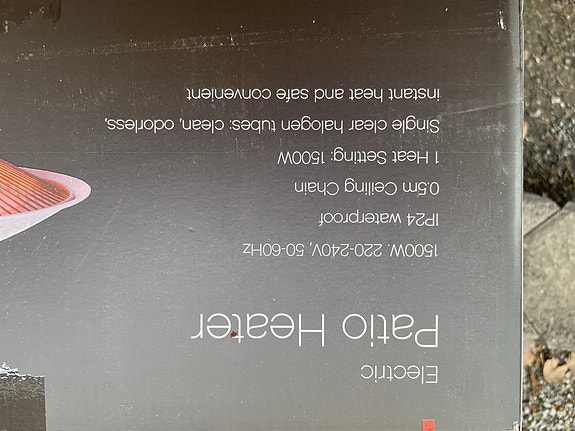 Electric
Patio Heater
1500W. 220-240V, 50-60Hz
IP24 waterproof
0.5m Ceiling Chain
1 Heat Setting: 1500W
Single clear halogen tubes: clean, odorless,
instant heat and safe convenient